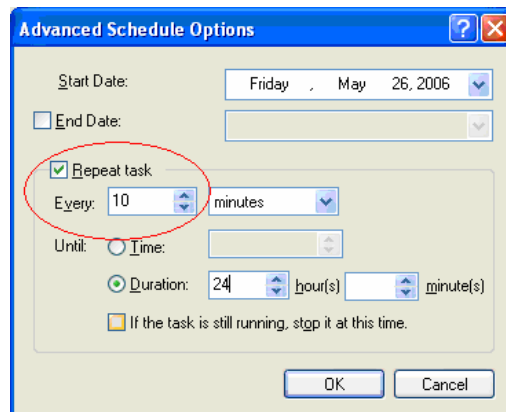 Advanced Schedule Options
Start Date: Friday , May 26, 2006
End Date:
Repeat task
Every: 10 minutes
Until: Time:
Duration: 24 hour(s) minute(s)
If the task is still running, stop it at this time.
OK Cancel